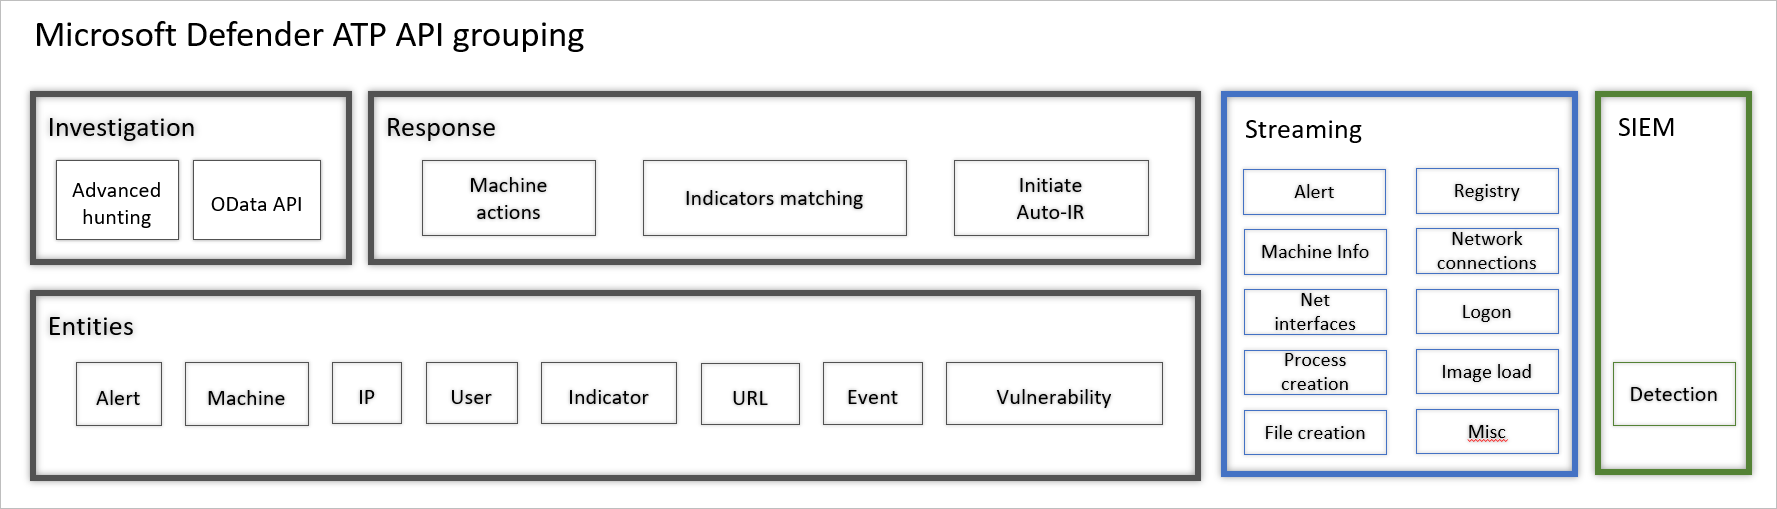 Microsoft Defender ATP API grouping
Investigation
Advanced
hunting
OData API
Response
Machine
actions
Indicators matching
Initiate
Auto-IR
Entities
Alert
Machine
IP
User
Indicator
URL
Event
Vulnerability
Streaming
Alert
Registry
Machine Info
Network
connections
Net
interfaces
Logon
Process
creation
Image load
File creation
Misc
SIEM
Detection